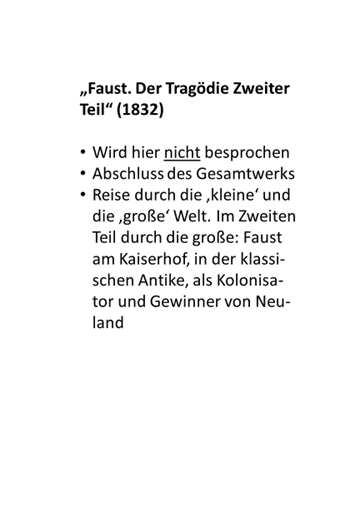 „Faust. Der Tragödie Zweiter
Teil“ (1832)
• Wird hier nicht besprochen
• Abschluss des Gesamtwerks
• Reise durch die ‚kleine‘ und
die ‚große‘ Welt. Im Zweiten
Teil durch die große: Faust
am Kaiserhof, in der klassi-
schen Antike, als Kolonisa-
tor und Gewinner von Neu-
land